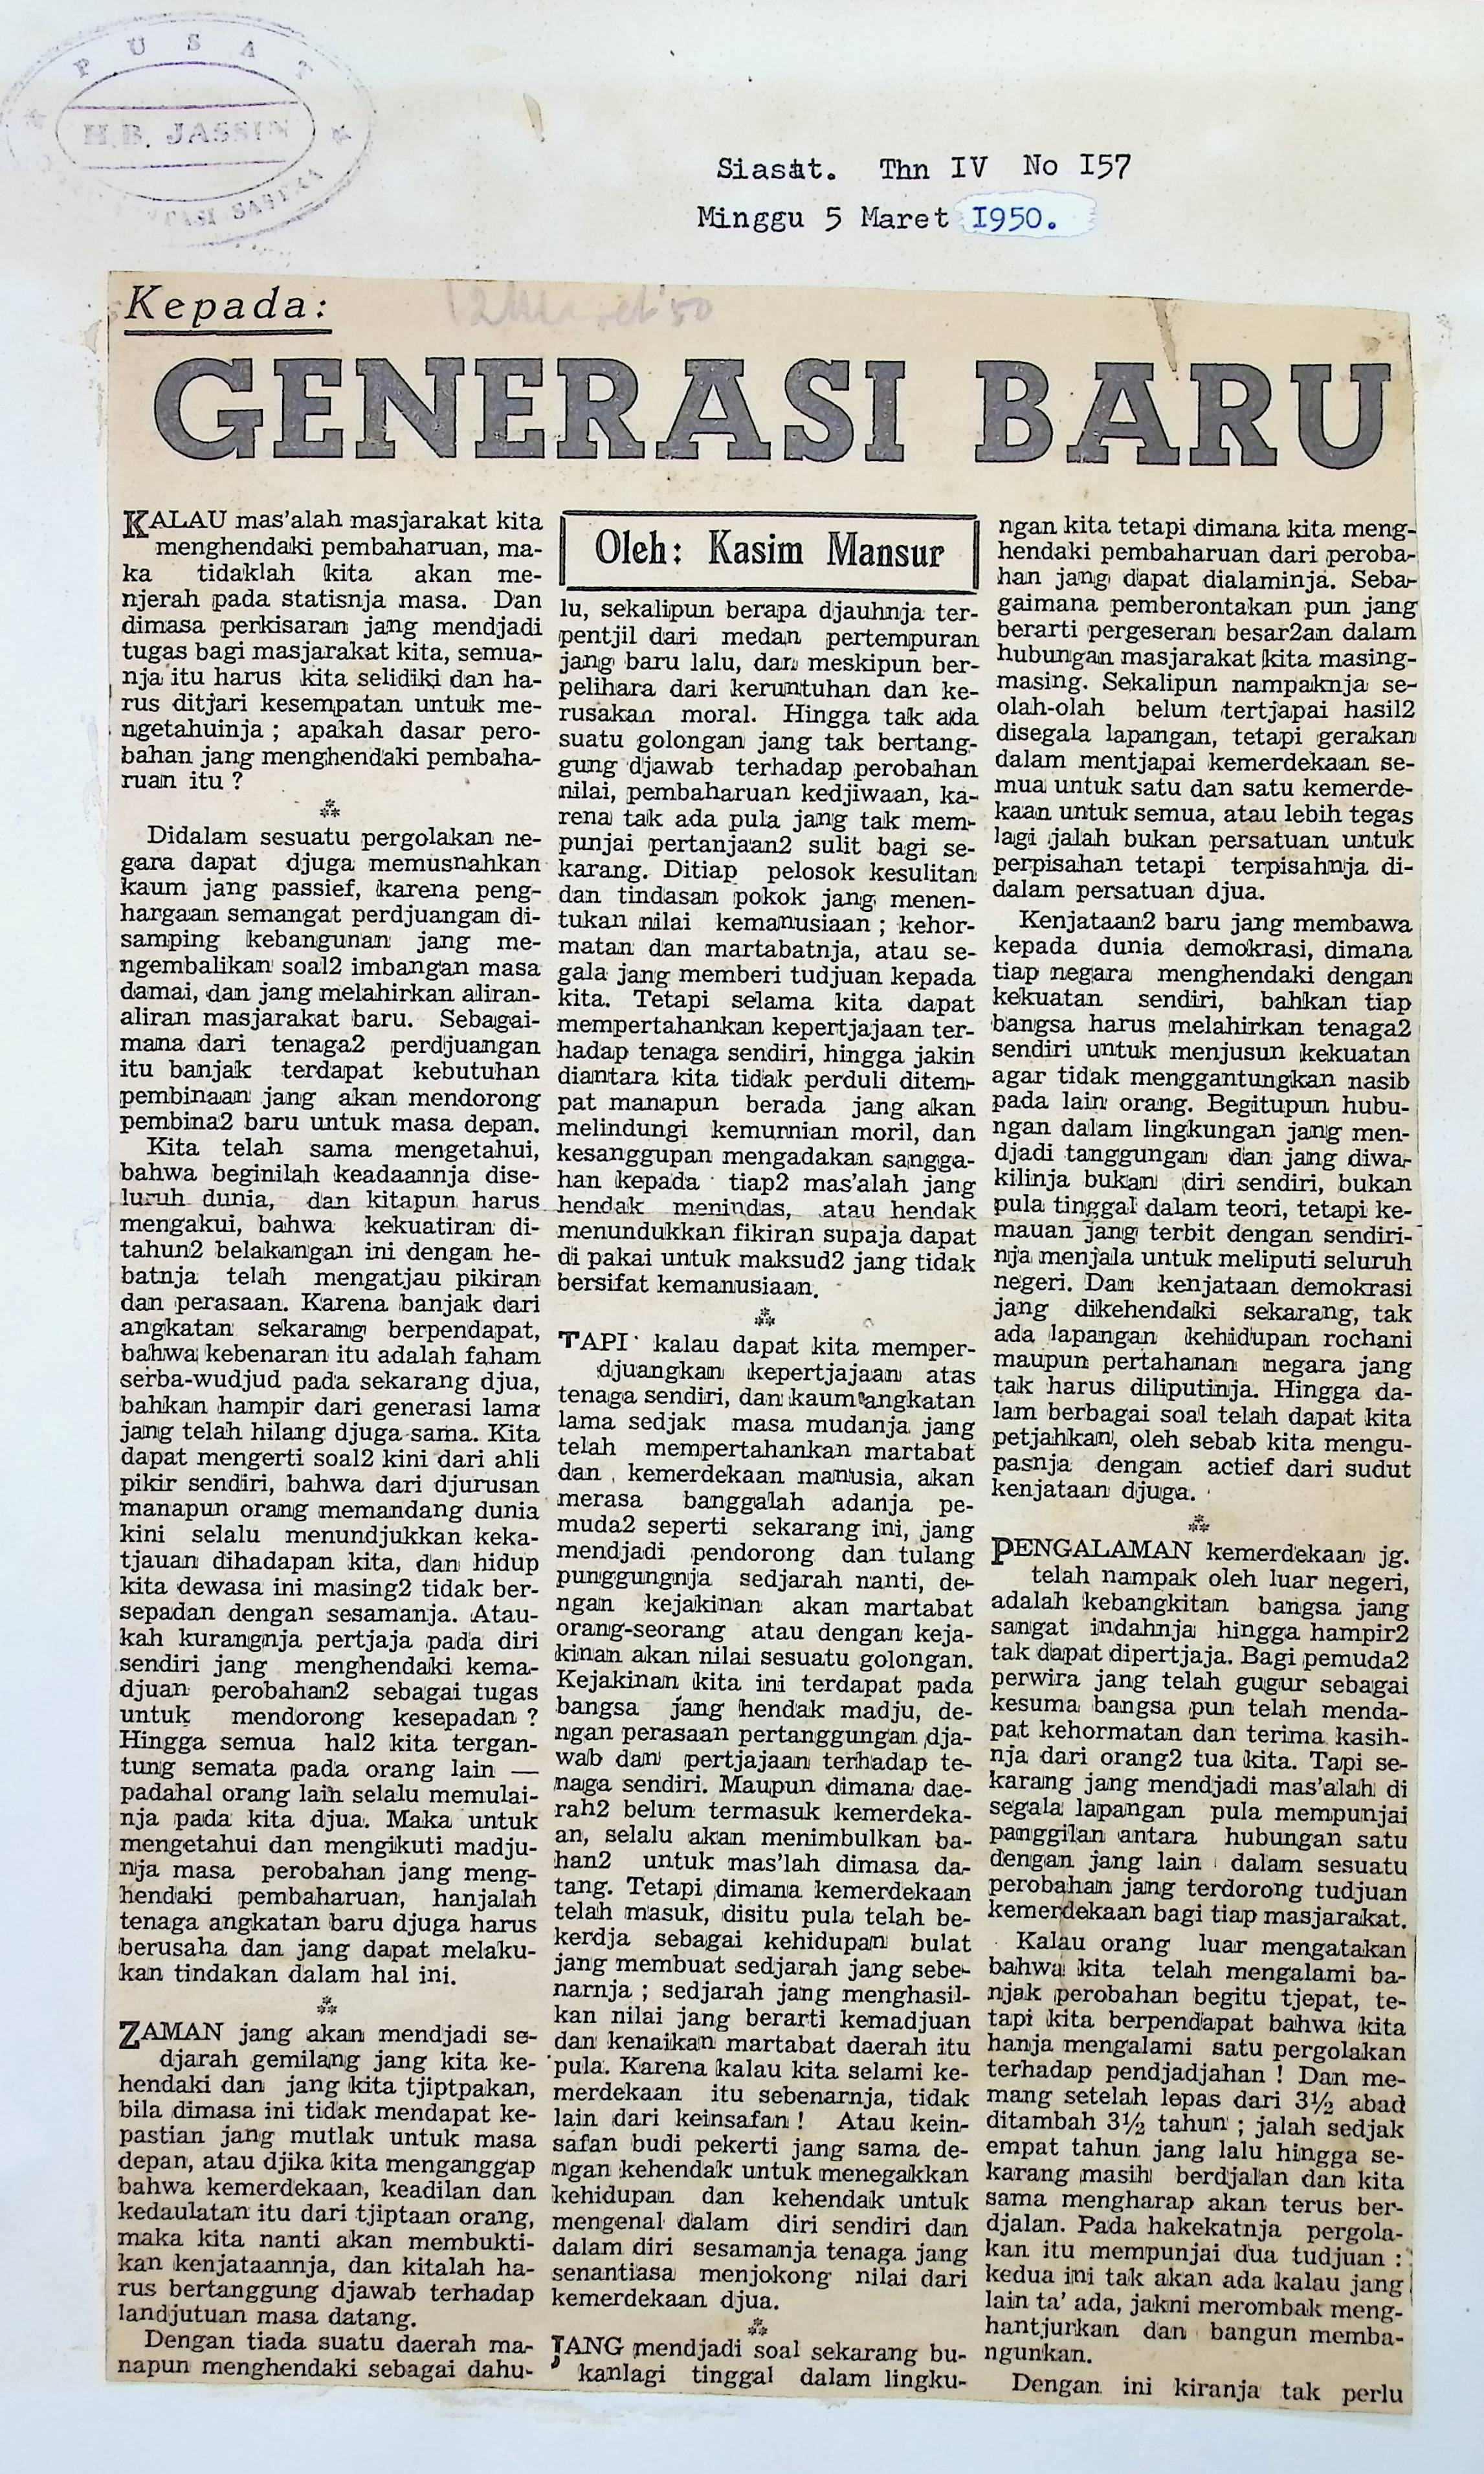 PUSAT
H.B. JASSIN
Siasat. Thn IV No I57
Minggu 5 Maret I950.
Kepada:
GENERASI BARU
KALAU mas'alah masjarakat kita
menghendaki pembaharuan, ma-
ka tidaklah kita akan me-
njerah pada statisnja masa. Dan
dimasa perkisaran jang mendjadi
tugas bagi masjarakat kita, semua-
nja itu harus kita selidiki dan ha-
rus ditjari kesempatan untuk me-
ngetahuinja ; apakah dasar pero-
bahan jang menghendaki pembaha-
ruan itu ?
Didalam sesuatu pergolakan ne-
gara dapat djuga memusnahkan
kaum jang passief, karena peng-
hargaan semangat perdjuangan di-
samping kebangunan jang me-
ngembalikan soal2 imbangan masa
damai, dan jang melahirkan aliran-
aliran masjarakat baru. Sebagai-
mana dari tenaga2 perdjuangan
itu banjak terdapat kebutuhan
pembinaan jang akan mendorong
pembina2 baru untuk masa depan.
Kita telah sama mengetahui,
bahwa beginilah keadaannja dise-
luruh dunia, dan kitapun harus
mengakui, bahwa kekuatiran di-
tahun2 belakangan ini dengan he-
batnja telah mengatjau pikiran
dan perasaan. Karena banjak dari
angkatan sekarang berpendapat,
bahwa kebenaran itu adalah faham
serba-wudjud pada sekarang djua,
bahkan hampir dari generasi lama
jang telah hilang djuga sama. Kita
dapat mengerti soal2 kini dari ahli
pikir sendiri, bahwa dari djurusan
manapun orang memandang dunia
kini selalu menundjukkan keka-
tjauan dihadapan kita, dan hidup
kita dewasa ini masing2 tidak ber-
sepadan dengan sesamanja. Atau-
kah kurangnja pertjaja pada diri
sendiri jang menghendaki kema-
djuan perobahan2 sebagai tugas
untuk mendorong kesepadan ?
Hingga semua hal2 kita tergan-
tung semata pada orang lain —
padahal orang lain selalu memulai-
nja pada kita djua. Maka untuk
mengetahui dan mengikuti madju-
nja masa perobahan jang meng-
hendaki pembaharuan, hanjalah
tenaga angkatan baru djuga harus
berusaha dan jang dapat melaku-
kan tindakan dalam hal ini.
ZAMAN jang akan mendjadi se-
djarah gemilang jang kita ke-
hendaki dan jang kita tjiptpakan,
bila dimasa ini tidak mendapat ke-
pastian jang mutlak untuk masa
depan, atau djika kita menganggap
bahwa kemerdekaan, keadilan dan
kedaulatan itu dari tjiptaan orang,
maka kita nanti akan membukti-
kan kenjataannja, dan kitalah ha-
rus bertanggung djawab terhadap
landjutuan masa datang.
Dengan tiada suatu daerah ma-
napun menghendaki sebagai dahu-
Oleh: Kasim Mansur
lu, sekalipun berapa djauhnja ter-
pentjil dari medan pertempuran
jang baru lalu, dan meskipun ber-
pelihara dari keruntuhan dan ke-
rusakan moral. Hingga tak ada
suatu golongan jang tak bertang-
gung djawab terhadap perobahan
nilai, pembaharuan kedjiwaan, ka-
rena tak ada pula jang tak mem-
punjai pertanjaan2 sulit bagi se-
karang. Ditiap pelosok kesulitan
dan tindasan pokok jang menen-
tukan nilai kemanusiaan ; kehor-
matan dan martabatnja, atau se-
gala jang memberi tudjuan kepada
kita. Tetapi selama kita dapat
mempertahankan kepertjajaan ter-
hadap tenaga sendiri, hingga jakin
diantara kita tidak perduli ditem-
pat manapun berada jang akan
melindungi kemurnian moril, dan
kesanggupan mengadakan sangga-
han kepada tiap2 mas'alah jang
hendak menindas, atau hendak
menundukkan fikiran supaja dapat
di pakai untuk maksud2 jang tidak
bersifat kemanusiaan.
TAPI kalau dapat kita memper-
djuangkan kepertjajaan atas
tenaga sendiri, dan kaum angkatan
lama sedjak masa mudanja jang
telah mempertahankan martabat
dan kemerdekaan manusia, akan
merasa banggalah adanja pe-
muda2 seperti sekarang ini, jang
mendjadi pendorong dan tulang
punggungnja sedjarah nanti, de-
ngan kejakinan akan martabat
orang-seorang atau dengan keja-
kinan akan nilai sesuatu golongan.
Kejakinan kita ini terdapat pada
bangsa jang hendak madju, de-
ngan perasaan pertanggungan dja-
wab dan pertjajaan terhadap te-
naga sendiri. Maupun dimana dae-
rah2 belum termasuk kemerdeka-
an, selalu akan menimbulkan ba-
han2 untuk mas'lah dimasa da-
tang. Tetapi dimana kemerdekaan
telah masuk, disitu pula telah be-
kerdja sebagai kehidupan bulat
jang membuat sedjarah jang sebe-
narnja ; sedjarah jang menghasil-
kan nilai jang berarti kemadjuan
dan kenaikan martabat daerah itu
pula. Karena kalau kita selami ke-
merdekaan itu sebenarnja, tidak
lain dari keinsafan ! Atau kein-
safan budi pekerti jang sama de-
ngan kehendak untuk menegakkan
kehidupan dan kehendak untuk
mengenal dalam diri sendiri dan
dalam diri sesamanja tenaga jang
senantiasa menjokong nilai dari
kemerdekaan djua.
JANG mendjadi soal sekarang bu-
kanlagi tinggal dalam lingku-
ngan kita tetapi dimana kita meng-
hendaki pembaharuan dari peroba-
han jang dapat dialaminja. Seba-
gaimana pemberontakan pun jang
berarti pergeseran besar2an dalam
hubungan masjarakat kita masing-
masing. Sekalipun nampaknja se-
olah-olah belum tertjapai hasil2
disegala lapangan, tetapi gerakan
dalam mentjapai kemerdekaan se-
mua untuk satu dan satu kemerde-
kaan untuk semua, atau lebih tegas
lagi jalah bukan persatuan untuk
perpisahan tetapi terpisahnja di-
dalam persatuan djua.
Kenjataan2 baru jang membawa
kepada dunia demokrasi, dimana
tiap negara menghendaki dengan
kekuatan sendiri, bahkan tiap
bangsa harus melahirkan tenaga2
sendiri untuk menjusun kekuatan
agar tidak menggantungkan nasib
pada lain orang. Begitupun hubu-
ngan dalam lingkungan jang men-
djadi tanggungan dan jang diwa-
kilinja bukan diri sendiri, bukan
pula tinggal dalam teori, tetapi ke-
mauan jang terbit dengan sendiri-
nja menjala untuk meliputi seluruh
negeri. Dan kenjataan demokrasi
jang dikehendaki sekarang, tak
ada lapangan kehidupan rochani
maupun pertahanan negara jang
tak harus diliputinja. Hingga da-
lam berbagai soal telah dapat kita
petjahkan, oleh sebab kita mengu-
pasnja dengan actief dari sudut
kenjataan djuga.
PENGALAMAN kemerdekaan jg.
telah nampak oleh luar negeri,
adalah kebangkitan bangsa jang
sangat indahnja hingga hampir2
tak dapat dipertjaja. Bagi pemuda2
perwira jang telah gugur sebagai
kesuma bangsa pun telah menda-
pat kehormatan dan terima kasih-
nja dari orang2 tua kita. Tapi se-
karang jang mendjadi mas'alah di
segala lapangan pula mempunjai
panggilan antara hubungan satu
dengan jang lain dalam sesuatu
perobahan jang terdorong tudjuan
kemerdekaan bagi tiap masjarakat.
Kalau orang luar mengatakan
bahwa kita telah mengalami ba-
njak perobahan begitu tjepat, te-
tapi kita berpendapat bahwa kita
hanja mengalami satu pergolakan
terhadap pendjadjahan ! Dan me-
mang setelah lepas dari 3½ abad
ditambah 3½ tahun ; jalah sedjak
empat tahun jang lalu hingga se-
karang masih berdjalan dan kita
sama mengharap akan terus ber-
djalan. Pada hakekatnja pergola-
kan itu mempunjai dua tudjuan :
kedua ini tak akan ada kalau jang
lain ta' ada, jakni merombak meng-
hantjurkan dan bangun memba-
ngunkan.
Dengan ini kiranja tak perlu